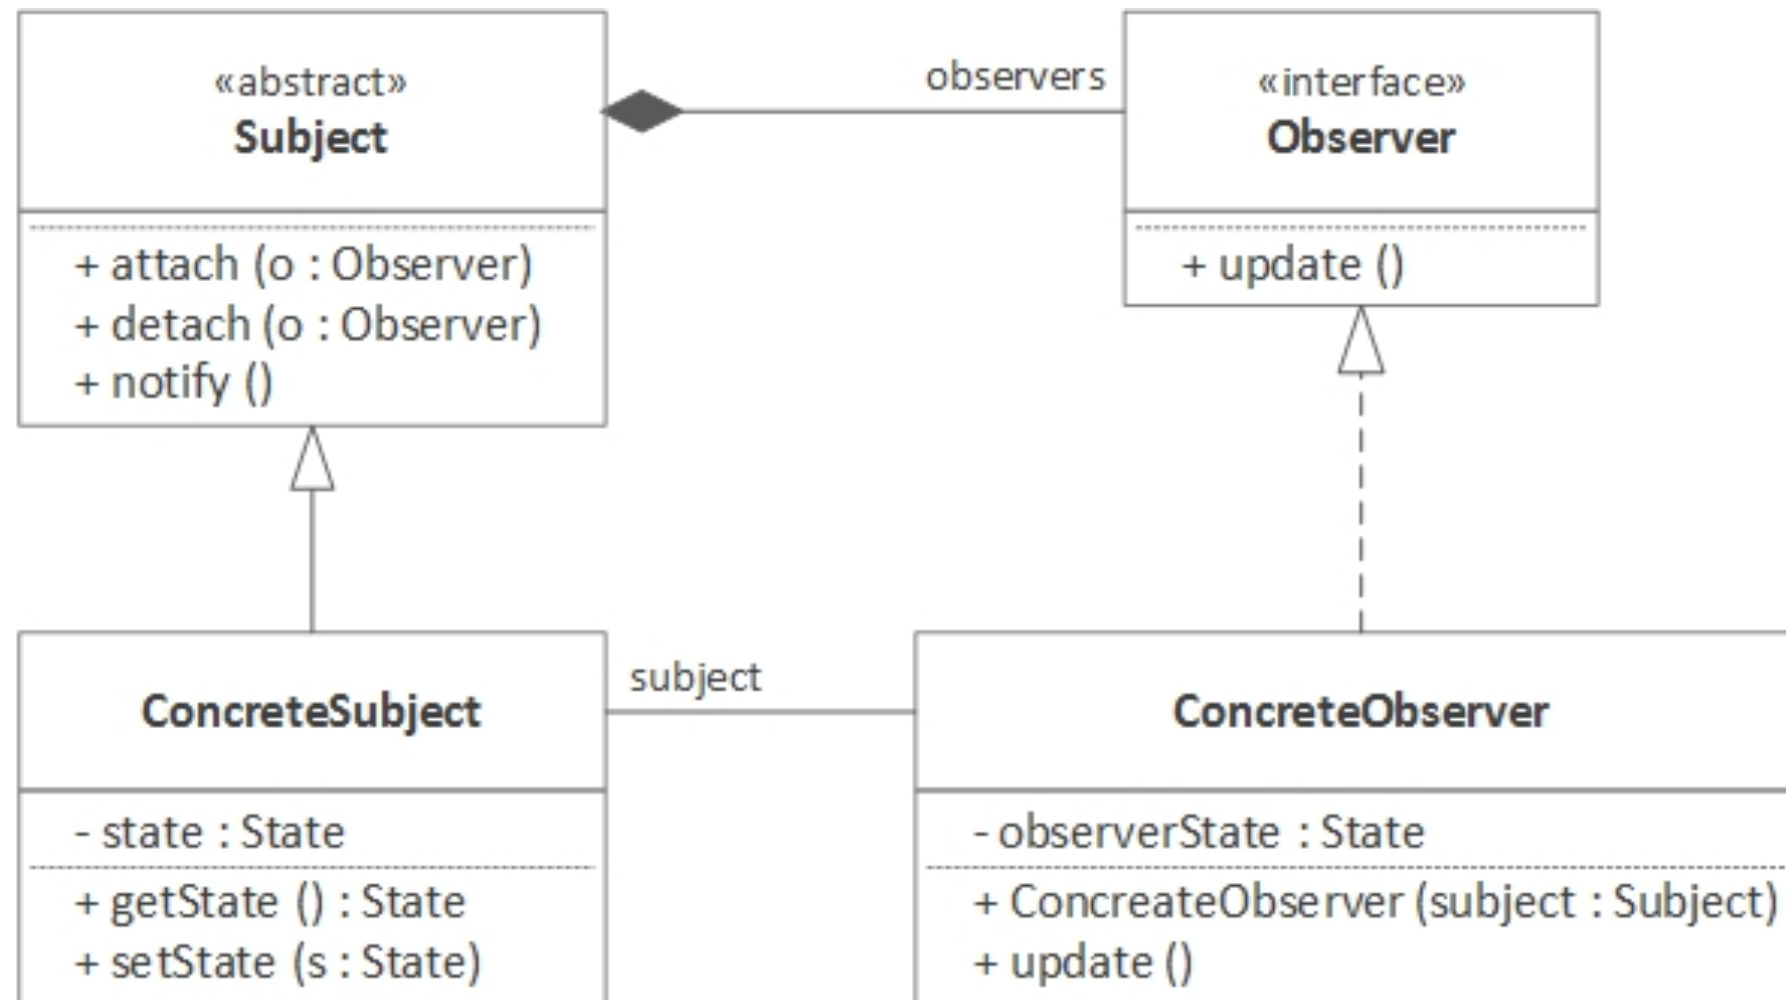 «abstract»
Subject
+ attach (o : Observer)
+ detach (o : Observer)
+ notify ()
observers
«interface»
Observer
+ update ()
ConcreteSubject
- state : State
+ getState () : State
+ setState (s : State)
subject
ConcreteObserver
- observerState : State
+ ConcreateObserver (subject : Subject)
+ update ()